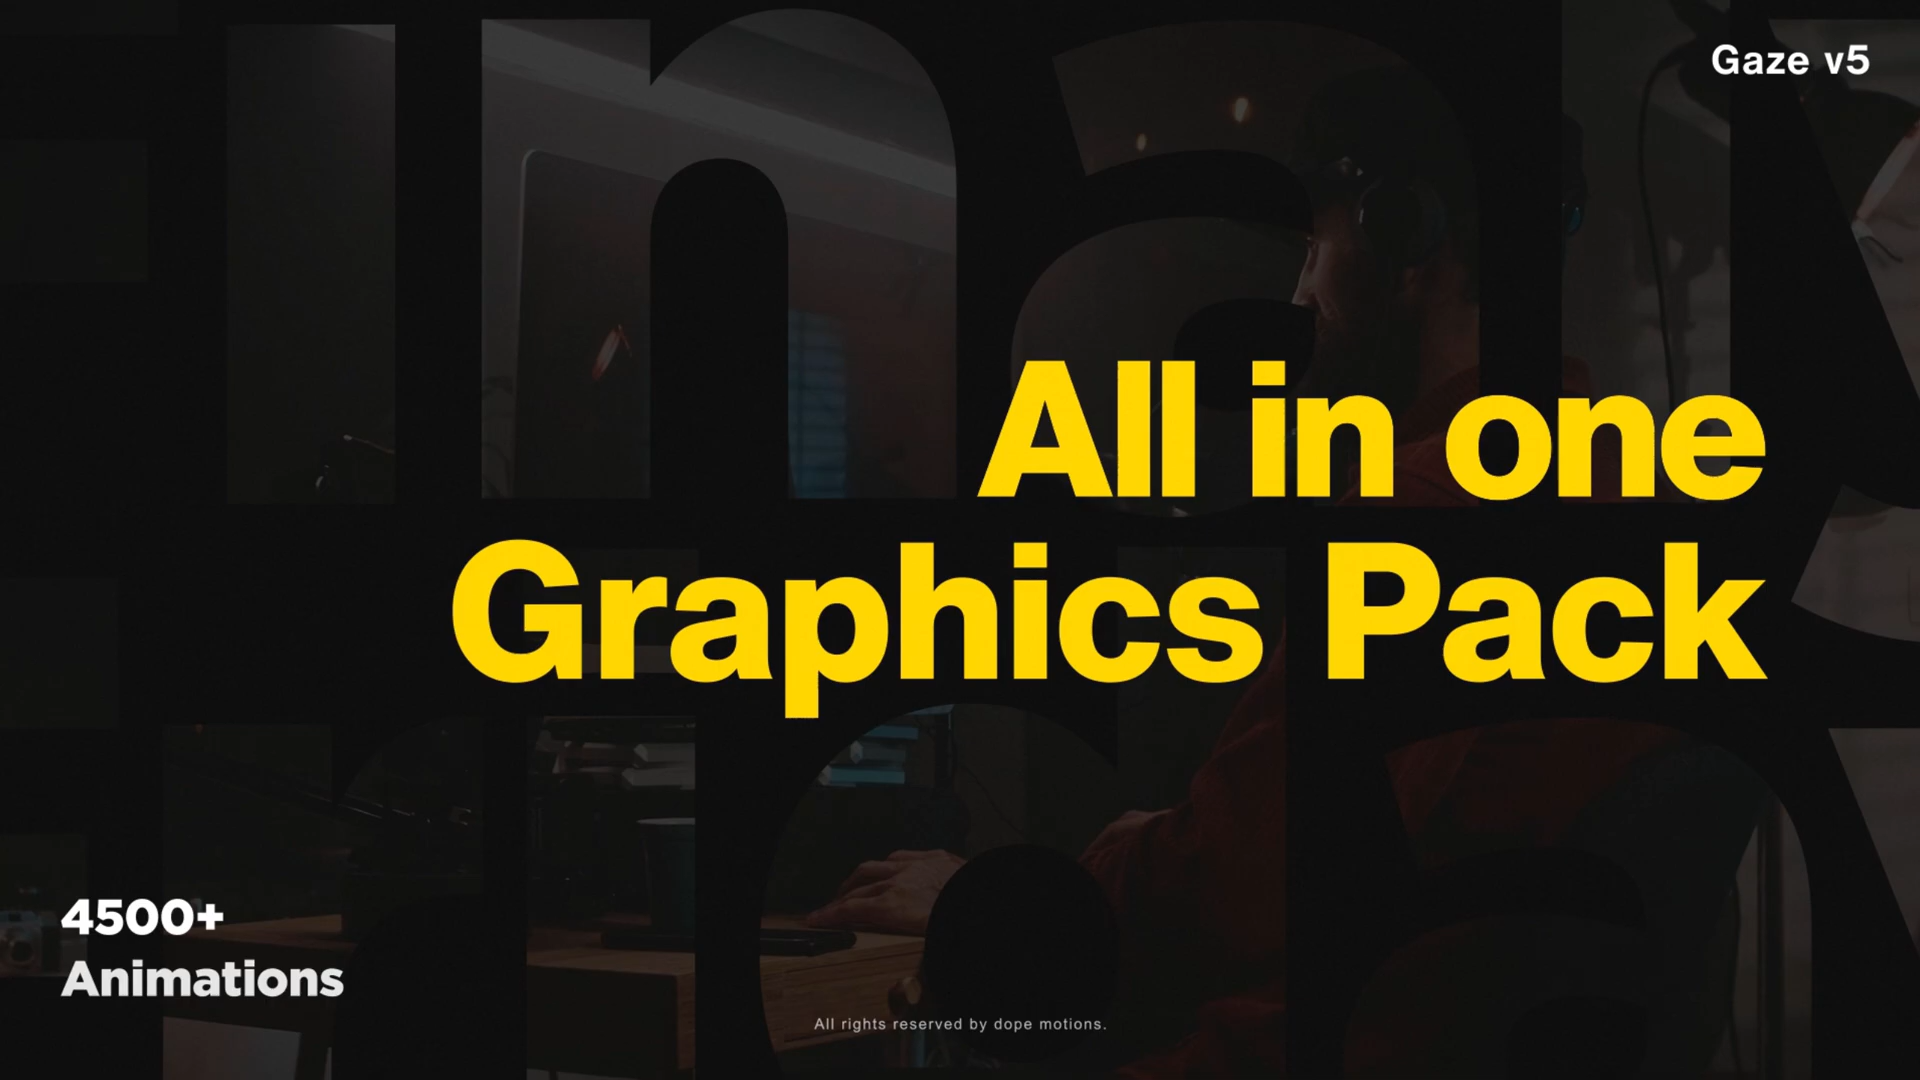 Gaze v5
All in one
Graphics Pack
4500+
Animations
All rights reserved by dope motions.